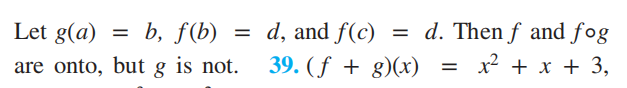 Let g(a) = b, f(b) = d, and f(c) = d. Then f and f∘g
are onto, but g is not. 39. (f + g)(x) = x² + x + 3,